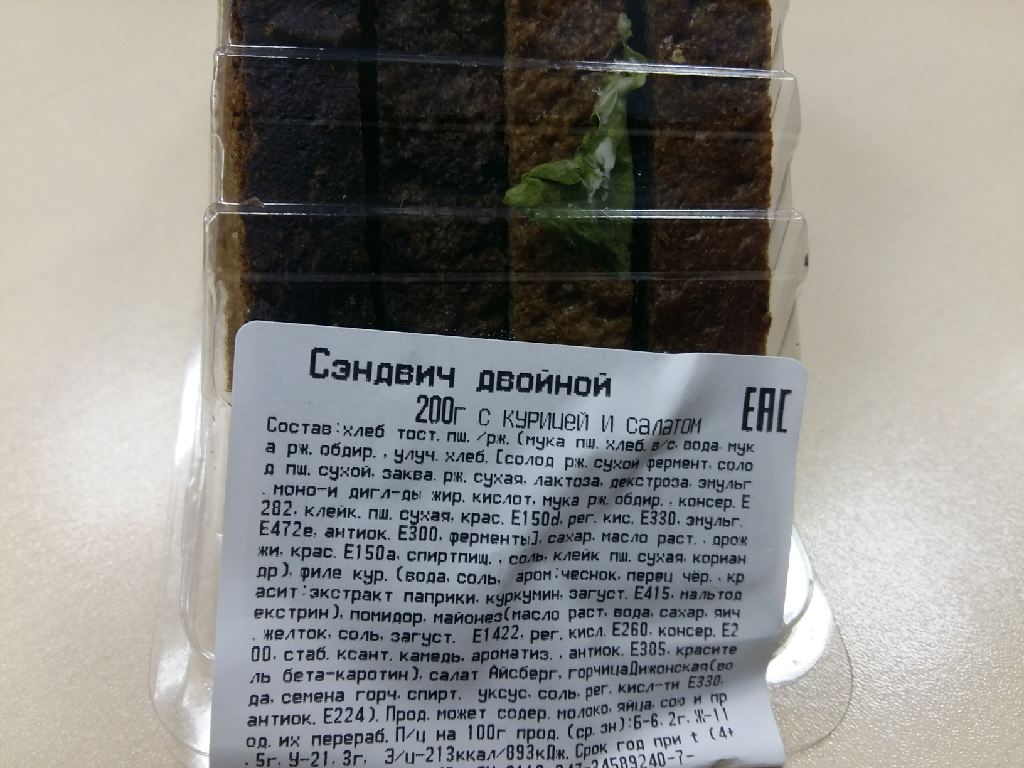 Сэндвич двойной
200г с курицей и салатом
ЕАС
Состав:хлеб тост. пш. /рж. (мука пш. хлеб. в/с, вода, мук
а рж. обдир. , улуч. хлеб. [солод рж. сухой фермент, соло
д пш. сухой, заква. рж. сухая, лактоза, декстроза, эмульг
. моно-и дигл-ды жир. кислот, мука рж. обдир. , консер. Е
282, клейк. пш. сухая, крас. Е150d, рег. кис. Е330, эмульг.
Е472е, антиок. Е300, ферменты], сахар, масло раст. , дрож
жи, крас. Е150а, спиртпищ. , соль, клейк пш. сухая, кориан
др), филе кур. (вода, соль, аром:чеснок, перец чёр. , кр
асит:экстракт паприки, куркумин, загуст. Е415, мальтод
екстрин), помидор, майонез(масло раст, вода, сахар, яич
. желток, соль, загуст. Е1422, рег. кисл. Е260, консер. Е2
00, стаб. ксант. камедь, ароматиз. , антиок. Е385, красите
ль бета-каротин), салат Айсберг, горчицаДижонская(во
да, семена горч, спирт. уксус, соль, рег. кисл-ти Е330,
антиок. Е224). Прод. может содер. молоко, яйца, сою и пр
од. их перераб. П/ц на 100г прод. (ср. зн):Б-6. 2г, Ж-11
. 5г, У-21. 3г, Э/ц-213ккал/893кДж. Срок год при t (4+
34589240-7-